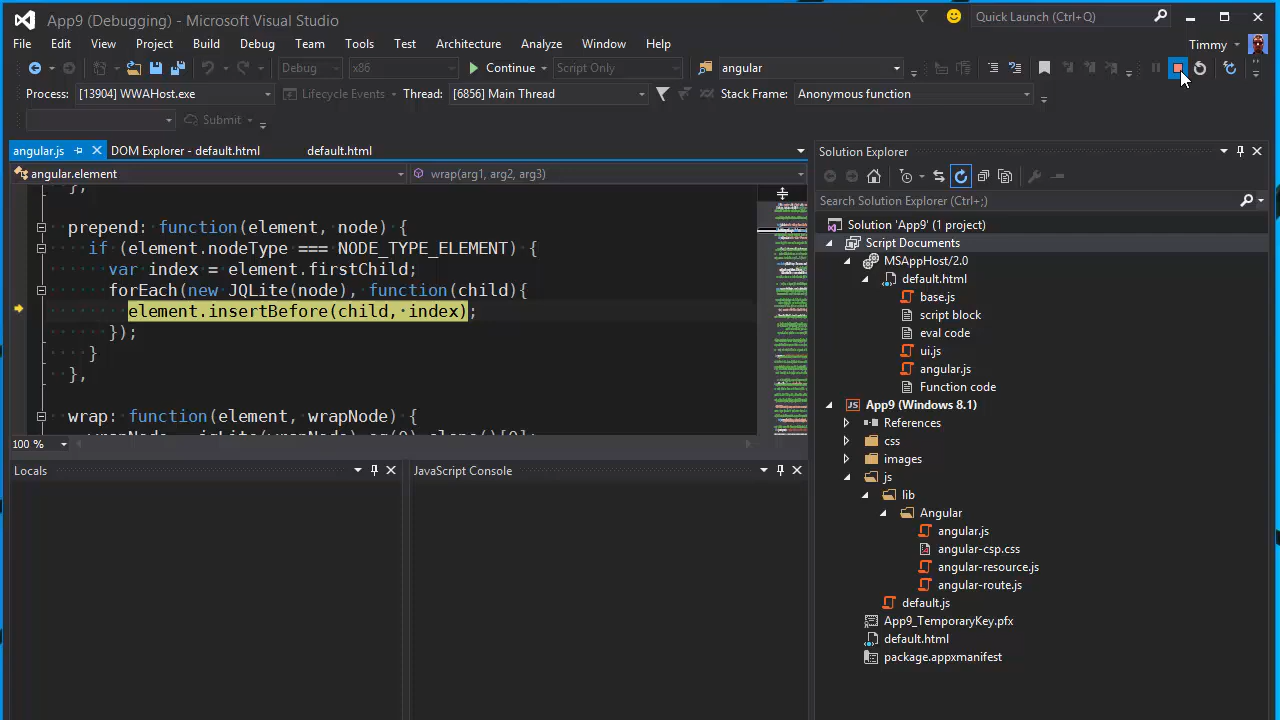 App9 (Debugging) - Microsoft Visual Studio
Quick Launch (Ctrl+Q)
File Edit View Project Build Debug Team Tools Test Architecture Analyze Window Help
Timmy
Debug x86 Continue Script Only angular
Process: [13904] WWAHost.exe Lifecycle Events Thread: [6856] Main Thread Stack Frame: Anonymous function
Submit
angular.js DOM Explorer - default.html default.html
angular.element wrap(arg1, arg2, arg3)
},
prepend: function(element, node) {
if (element.nodeType === NODE_TYPE_ELEMENT) {
var index = element.firstChild;
forEach(new JQLite(node), function(child){
element.insertBefore(child, index);
});
}
},
wrap: function(element, wrapNode) {
100 %
Locals
JavaScript Console
Solution Explorer
Search Solution Explorer (Ctrl+;)
Solution 'App9' (1 project)
Script Documents
MSAppHost/2.0
default.html
base.js
script block
eval code
ui.js
angular.js
Function code
App9 (Windows 8.1)
References
css
images
js
lib
Angular
angular.js
angular-csp.css
angular-resource.js
angular-route.js
default.js
App9_TemporaryKey.pfx
default.html
package.appxmanifest